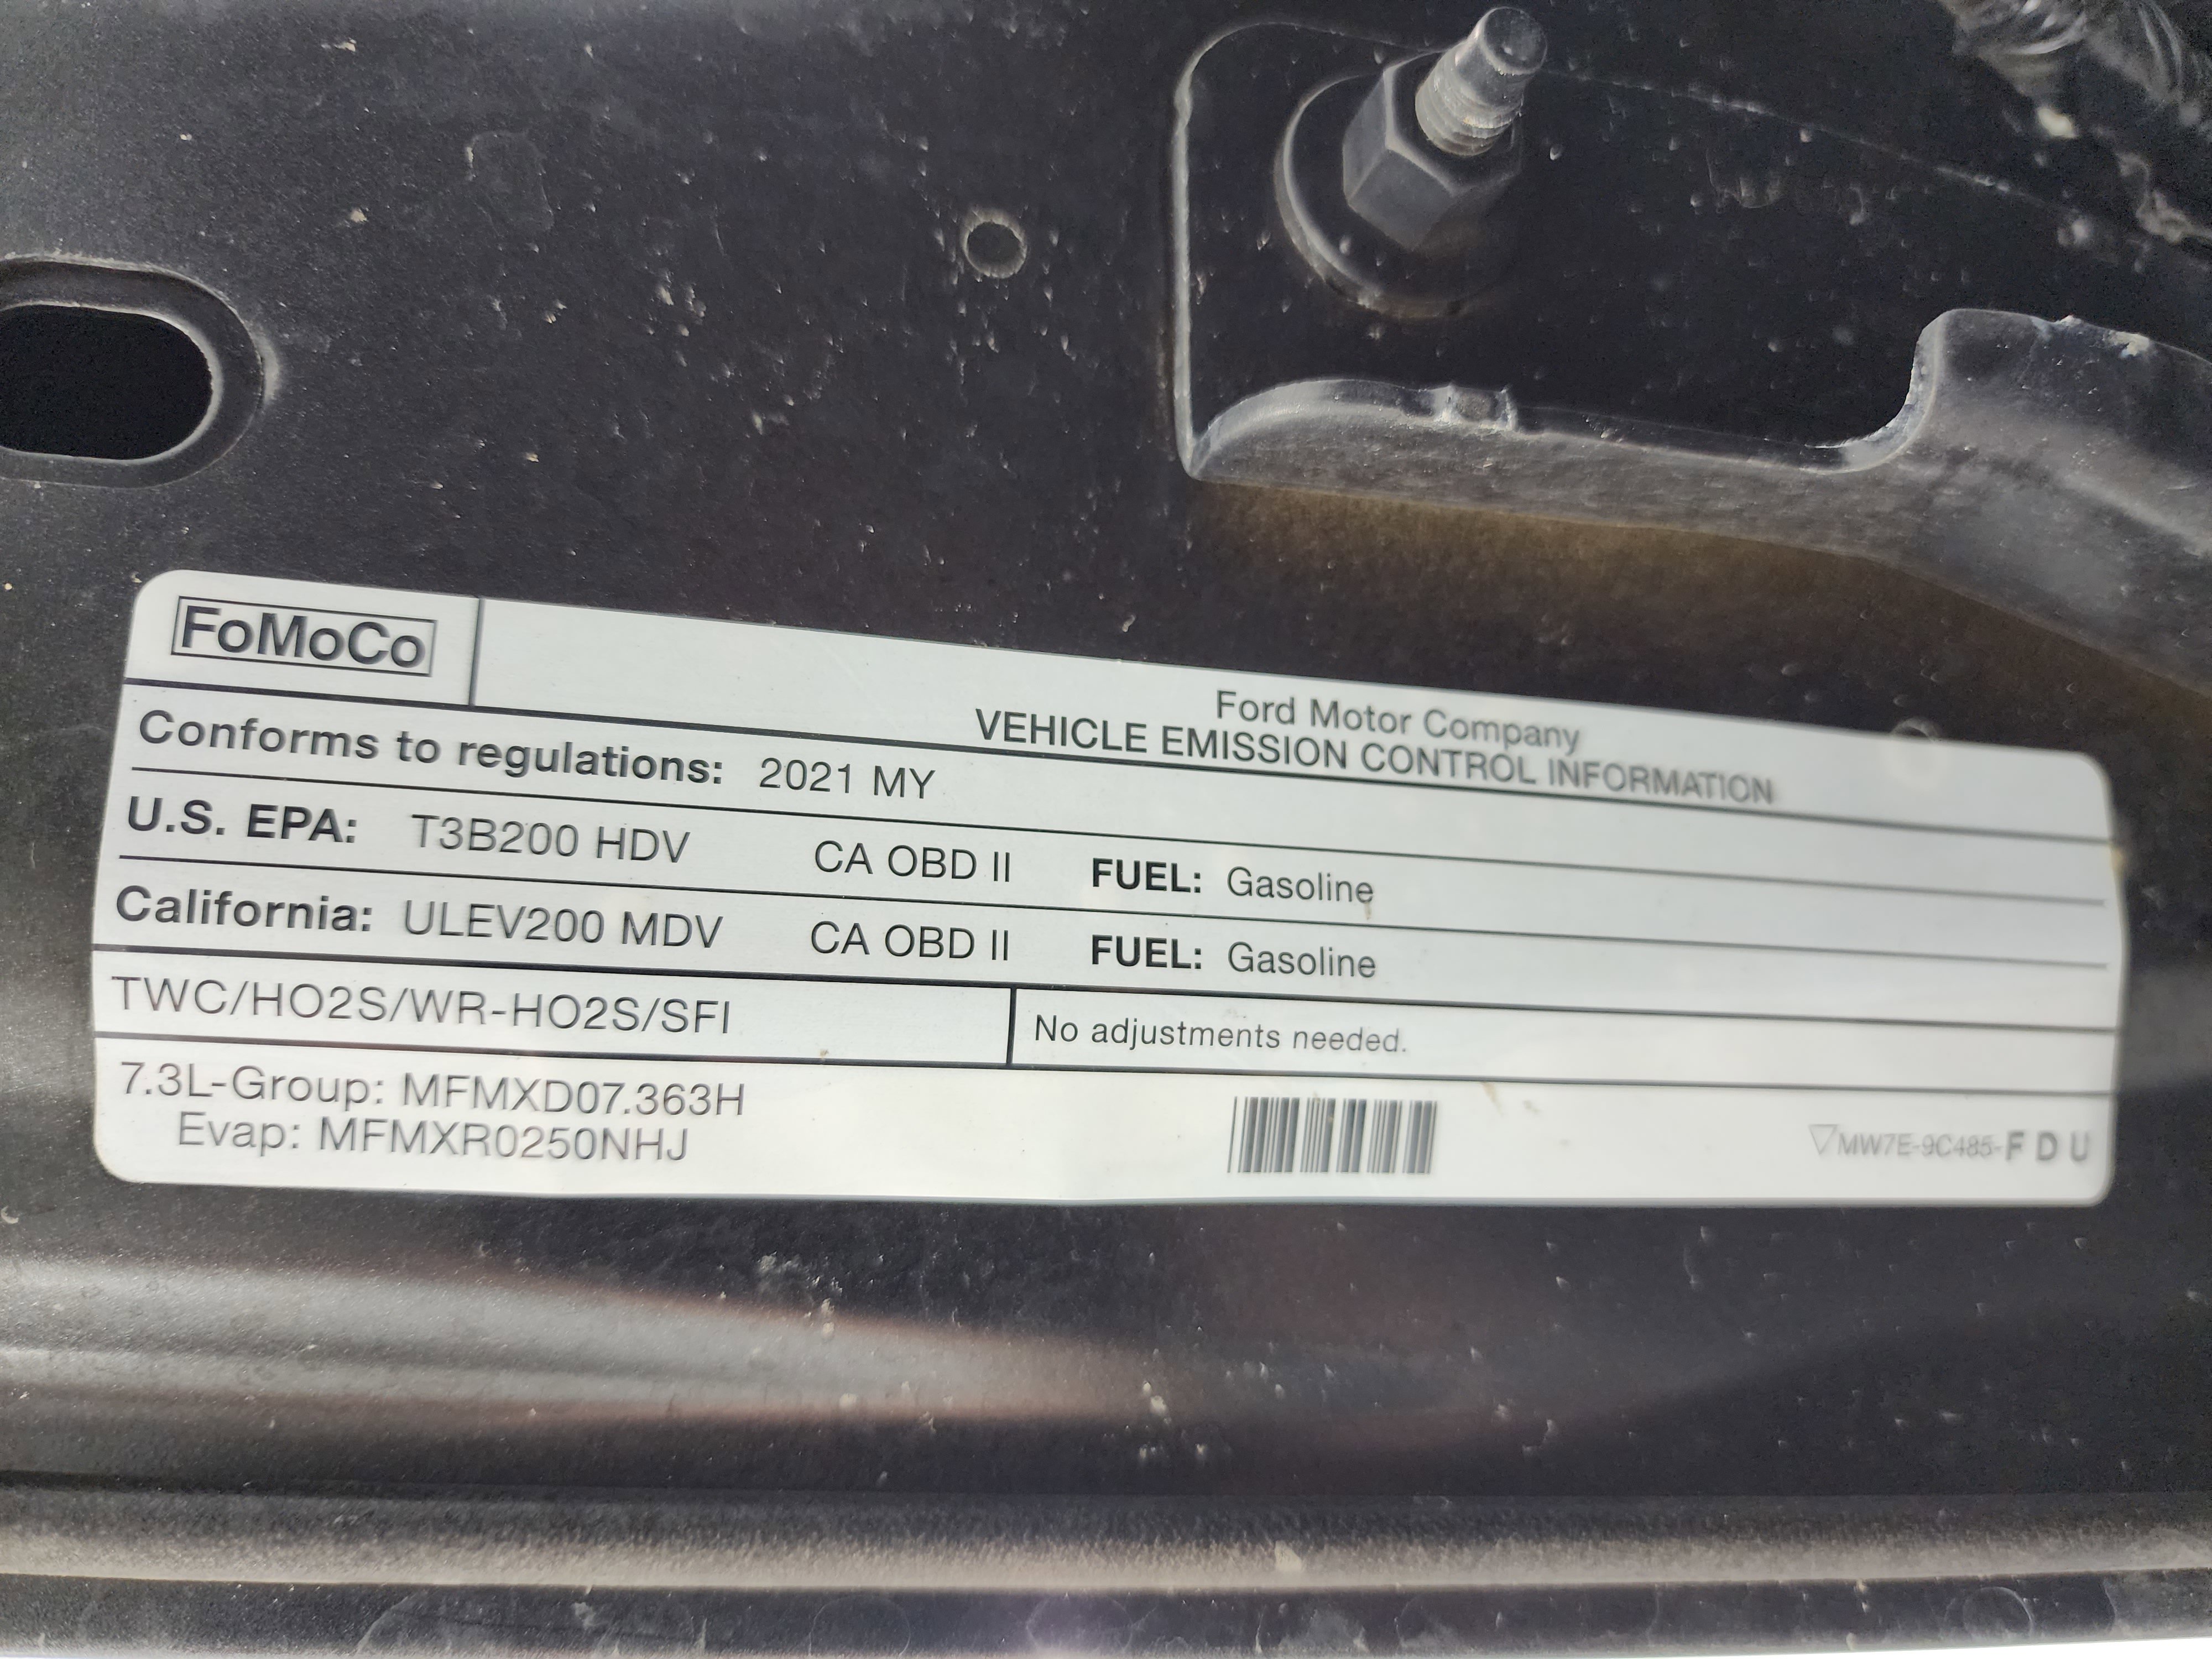 FoMoCo
Ford Motor Company
VEHICLE EMISSION CONTROL INFORMATION
Conforms to regulations: 2021 MY
U.S. EPA: T3B200 HDV CA OBD II FUEL: Gasoline
California: ULEV200 MDV CA OBD II FUEL: Gasoline
TWC/HO2S/WR-HO2S/SFI No adjustments needed.
7.3L-Group: MFMXD07.363H
Evap: MFMXR0250NHJ
MW7E-9C485-F D U